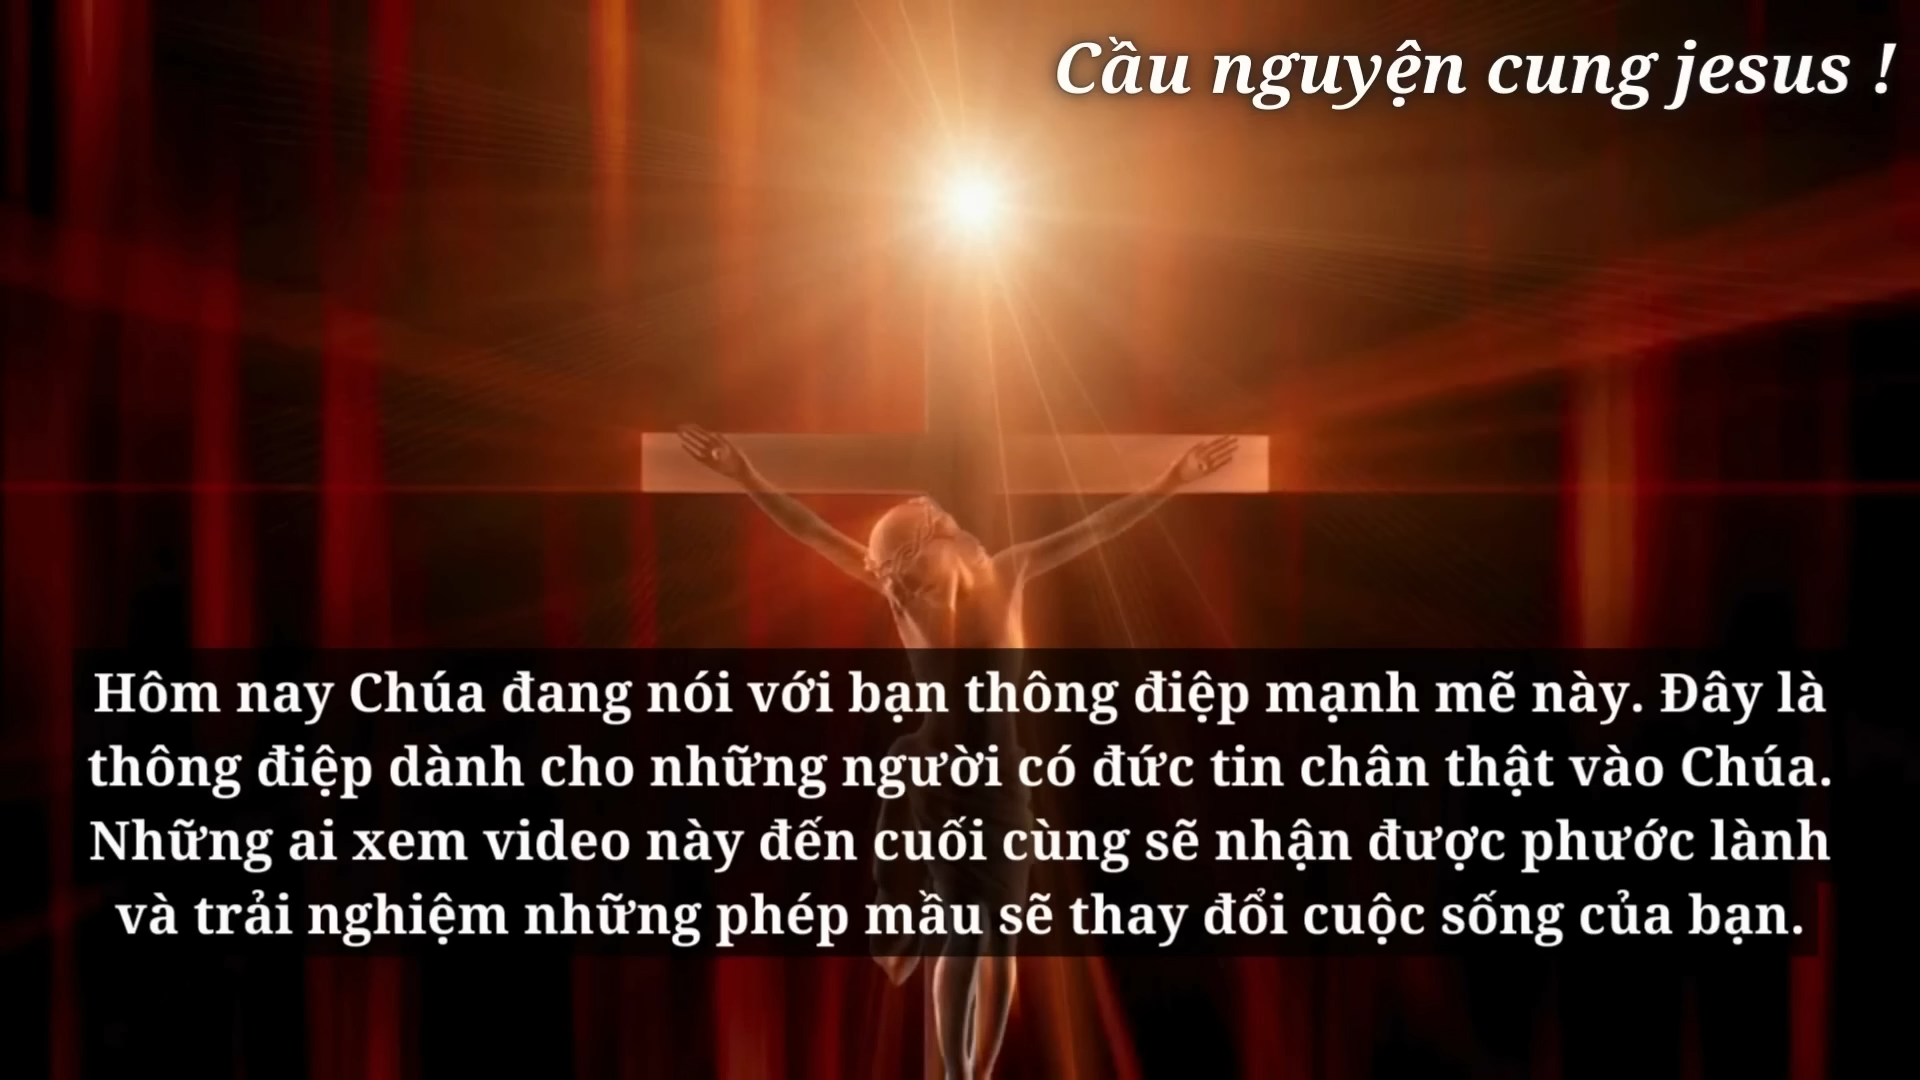 Cầu nguyện cung jesus !
Hôm nay Chúa đang nói với bạn thông điệp mạnh mẽ này. Đây là
thông điệp dành cho những người có đức tin chân thật vào Chúa.
Những ai xem video này đến cuối cùng sẽ nhận được phước lành
và trải nghiệm những phép mầu sẽ thay đổi cuộc sống của bạn.